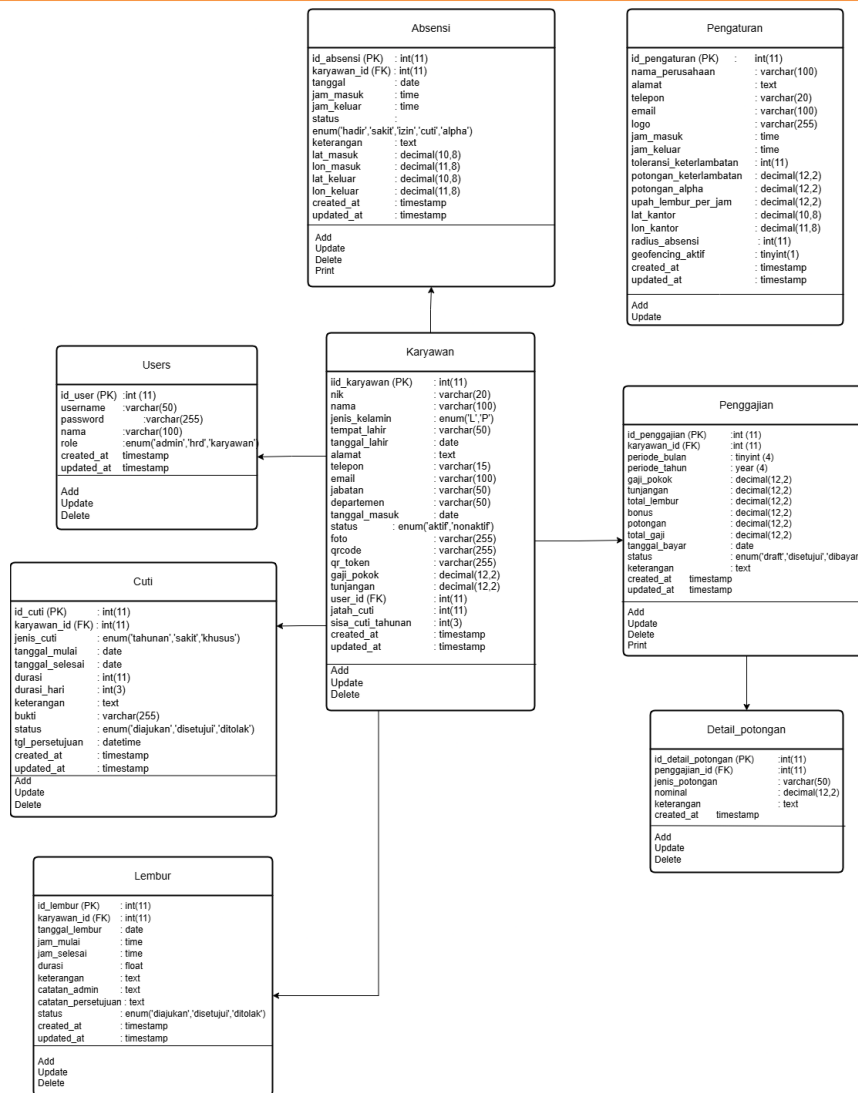 Absensi
id_absensi (PK) : int(11)
karyawan_id (FK) : int(11)
tanggal : date
jam_masuk : time
jam_keluar : time
status :
enum('hadir','sakit','izin','cuti','alpha')
keterangan : text
lat_masuk : decimal(10,8)
lon_masuk : decimal(11,8)
lat_keluar : decimal(10,8)
lon_keluar : decimal(11,8)
created_at : timestamp
updated_at : timestamp
Add
Update
Delete
Print
Pengaturan
id_pengaturan (PK) : int(11)
nama_perusahaan : varchar(100)
alamat : text
telepon : varchar(20)
email : varchar(100)
logo : varchar(255)
jam_masuk : time
jam_keluar : time
toleransi_keterlambatan : int(11)
potongan_keterlambatan : decimal(12,2)
potongan_alpha : decimal(12,2)
upah_lembur_per_jam : decimal(12,2)
lat_kantor : decimal(10,8)
lon_kantor : decimal(11,8)
radius_absensi : int(11)
geofencing_aktif : tinyint(1)
created_at : timestamp
updated_at : timestamp
Add
Update
Users
id_user (PK) :int (11)
username :varchar(50)
password :varchar(255)
nama :varchar(100)
role :enum('admin','hrd','karyawan')
created_at timestamp
updated_at timestamp
Add
Update
Delete
Karyawan
iid_karyawan (PK) : int(11)
nik : varchar(20)
nama : varchar(100)
jenis_kelamin : enum('L','P')
tempat_lahir : varchar(50)
tanggal_lahir : date
alamat : text
telepon : varchar(15)
email : varchar(100)
jabatan : varchar(50)
departemen : varchar(50)
tanggal_masuk : date
status : enum('aktif','nonaktif')
foto : varchar(255)
qrcode : varchar(255)
qr_token : varchar(255)
gaji_pokok : decimal(12,2)
tunjangan : decimal(12,2)
user_id (FK) : int(11)
jatah_cuti : int(11)
sisa_cuti_tahunan : int(3)
created_at : timestamp
updated_at : timestamp
Add
Update
Delete
Penggajian
id_penggajian (PK) :int (11)
karyawan_id (FK) :int (11)
periode_bulan : tinyint (4)
periode_tahun : year (4)
gaji_pokok : decimal(12,2)
tunjangan : decimal(12,2)
total_lembur : decimal(12,2)
bonus : decimal(12,2)
potongan : decimal(12,2)
total_gaji : decimal(12,2)
tanggal_bayar : date
status : enum('draft','disetujui','dibayar
keterangan : text
created_at timestamp
updated_at timestamp
Add
Update
Delete
Print
Cuti
id_cuti (PK) : int(11)
karyawan_id (FK) : int(11)
jenis_cuti : enum('tahunan','sakit','khusus')
tanggal_mulai : date
tanggal_selesai : date
durasi : int(11)
durasi_hari : int(3)
keterangan : text
bukti : varchar(255)
status : enum('diajukan','disetujui','ditolak')
tgl_persetujuan : datetime
created_at : timestamp
updated_at : timestamp
Add
Update
Delete
Detail_potongan
id_detail_potongan (PK) :int(11)
penggajian_id (FK) :int(11)
jenis_potongan : varchar(50)
nominal : decimal(12,2)
keterangan : text
created_at timestamp
Add
Update
Delete
Lembur
id_lembur (PK) : int(11)
karyawan_id (FK) : int(11)
tanggal_lembur : date
jam_mulai : time
jam_selesai : time
durasi : float
keterangan : text
catatan_admin : text
catatan_persetujuan : text
status : enum('diajukan','disetujui','ditolak')
created_at : timestamp
updated_at : timestamp
Add
Update
Delete